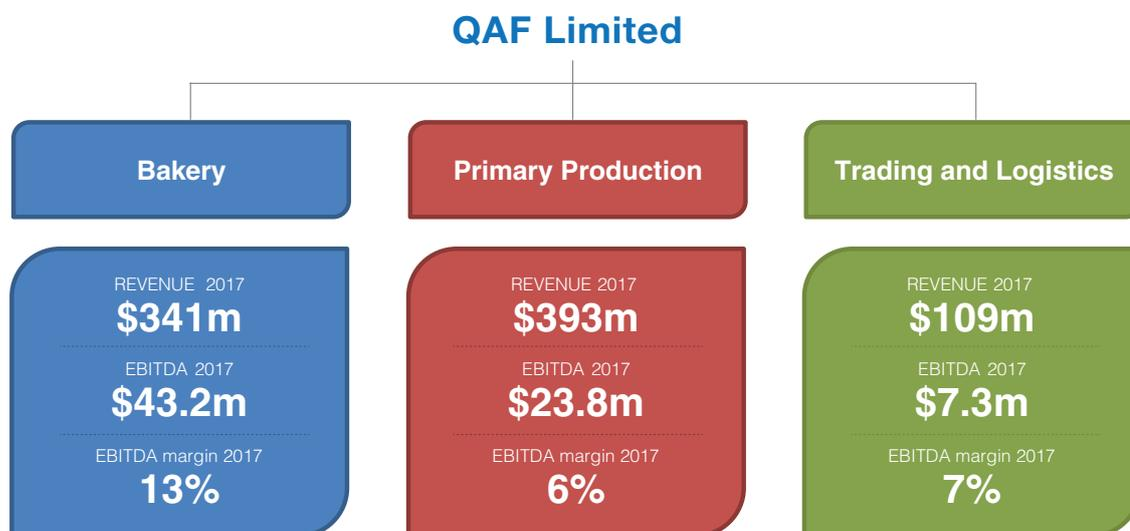 QAF Limited
Bakery
Primary Production
Trading and Logistics
REVENUE 2017
$341m
EBITDA 2017
$43.2m
EBITDA margin 2017
13%
REVENUE 2017
$393m
EBITDA 2017
$23.8m
EBITDA margin 2017
6%
REVENUE 2017
$109m
EBITDA 2017
$7.3m
EBITDA margin 2017
7%